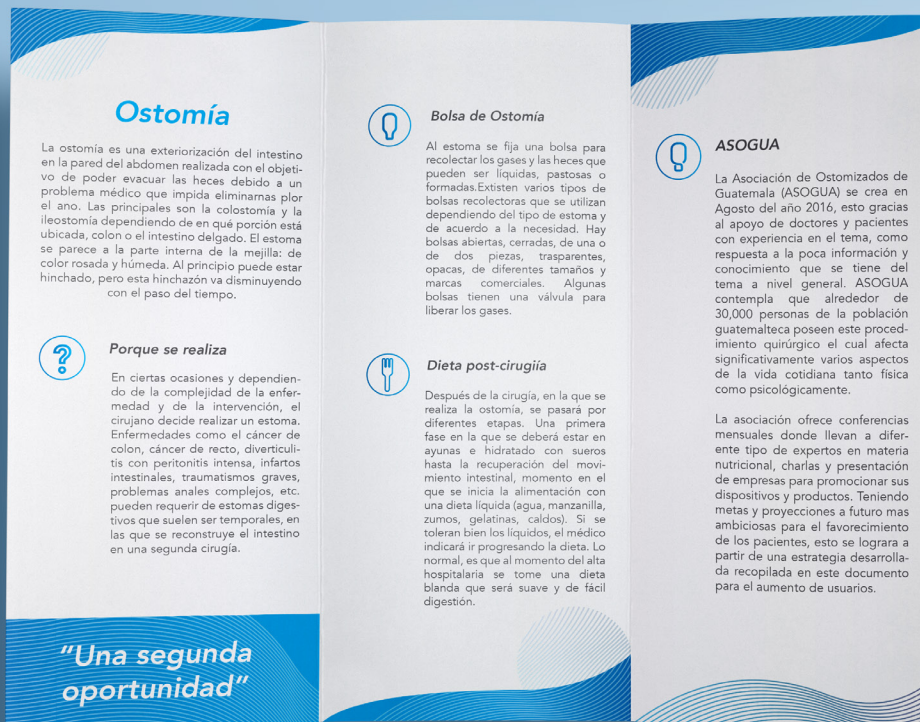 Ostomía
La ostomía es una exteriorización del intestino
en la pared del abdomen realizada con el objeti-
vo de poder evacuar las heces debido a un
problema médico que impida eliminarnas plor
el ano. Las principales son la colostomía y la
ileostomía dependiendo de en qué porción está
ubicada, colon o el intestino delgado. El estoma
se parece a la parte interna de la mejilla: de
color rosada y húmeda. Al principio puede estar
hinchado, pero esta hinchazón va disminuyendo
con el paso del tiempo.
Porque se realiza
En ciertas ocasiones y dependien-
do de la complejidad de la enfer-
medad y de la intervención, el
cirujano decide realizar un estoma.
Enfermedades como el cáncer de
colon, cáncer de recto, diverticuli-
tis con peritonitis intensa, infartos
intestinales, traumatismos graves,
problemas anales complejos, etc.
pueden requerir de estomas diges-
tivos que suelen ser temporales, en
las que se reconstruye el intestino
en una segunda cirugía.
"Una segunda
oportunidad"
Bolsa de Ostomía
Al estoma se fija una bolsa para
recolectar los gases y las heces que
pueden ser líquidas, pastosas o
formadas.Extisten varios tipos de
bolsas recolectoras que se utilizan
dependiendo del tipo de estoma y
de acuerdo a la necesidad. Hay
bolsas abiertas, cerradas, de una o
de dos piezas, trasparentes,
opacas, de diferentes tamaños y
marcas comerciales. Algunas
bolsas tienen una válvula para
liberar los gases.
Dieta post-cirugiía
Después de la cirugía, en la que se
realiza la ostomía, se pasará por
diferentes etapas. Una primera
fase en la que se deberá estar en
ayunas e hidratado con sueros
hasta la recuperación del movi-
miento intestinal, momento en el
que se inicia la alimentación con
una dieta líquida (agua, manzanilla,
zumos, gelatinas, caldos). Si se
toleran bien los líquidos, el médico
indicará ir progresando la dieta. Lo
normal, es que al momento del alta
hospitalaria se tome una dieta
blanda que será suave y de fácil
digestión.
ASOGUA
La Asociación de Ostomizados de
Guatemala (ASOGUA) se crea en
Agosto del año 2016, esto gracias
al apoyo de doctores y pacientes
con experiencia en el tema, como
respuesta a la poca información y
conocimiento que se tiene del
tema a nivel general. ASOGUA
contempla que alrededor de
30,000 personas de la población
guatemalteca poseen este proced-
imiento quirúrgico el cual afecta
significativamente varios aspectos
de la vida cotidiana tanto física
como psicológicamente.
La asociación ofrece conferencias
mensuales donde llevan a difer-
ente tipo de expertos en materia
nutricional, charlas y presentación
de empresas para promocionar sus
dispositivos y productos. Teniendo
metas y proyecciones a futuro mas
ambiciosas para el favorecimiento
de los pacientes, esto se lograra a
partir de una estrategia desarrolla-
da recopilada en este documento
para el aumento de usuarios.